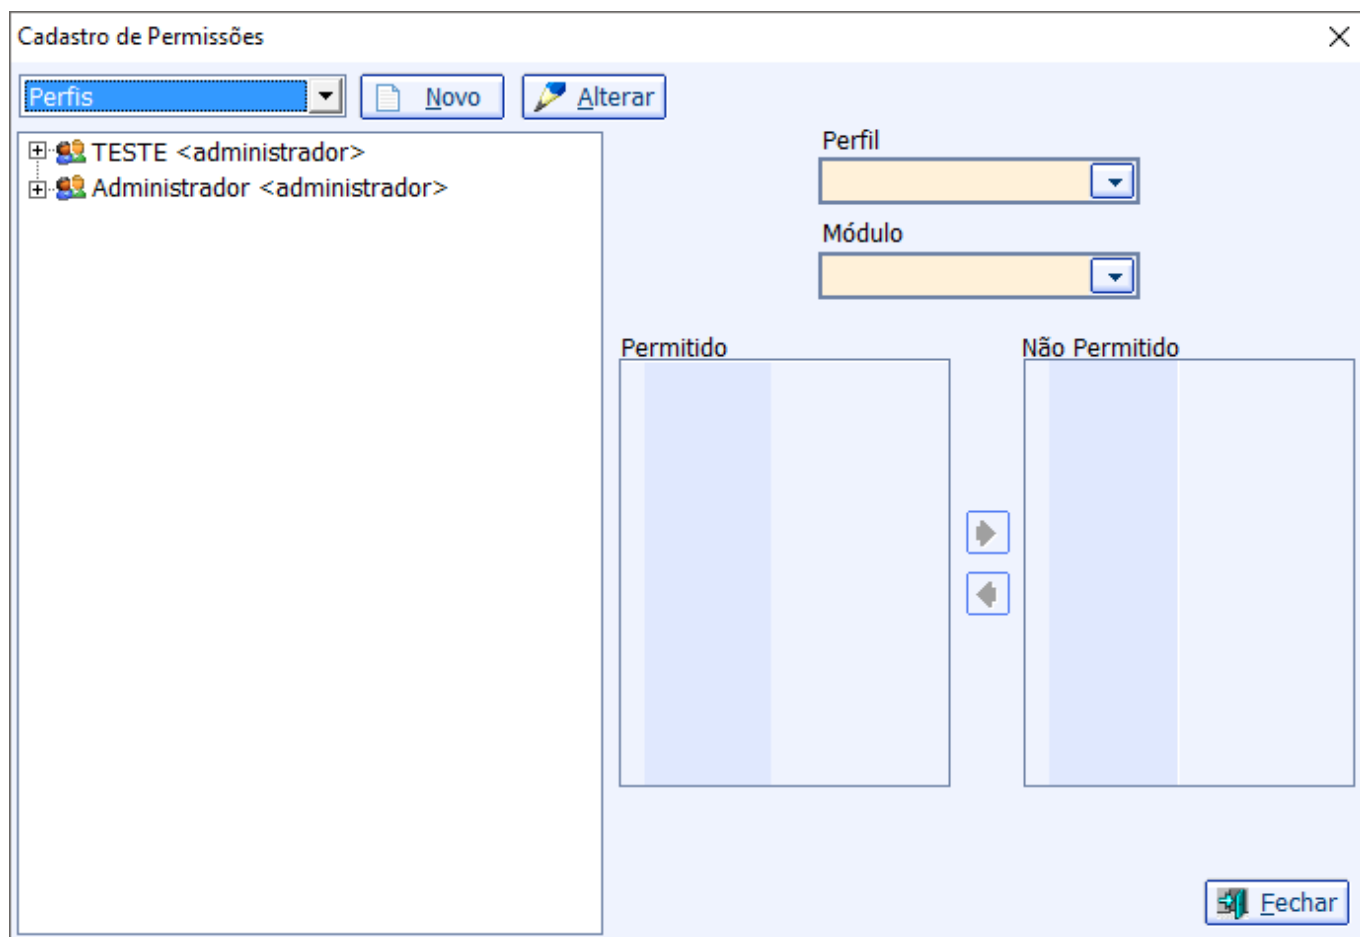 Cadastro de Permissões
Perfis
Novo
Alterar
TESTE <administrador>
Administrador <administrador>
Perfil
Módulo
Permitido
Não Permitido
Fechar